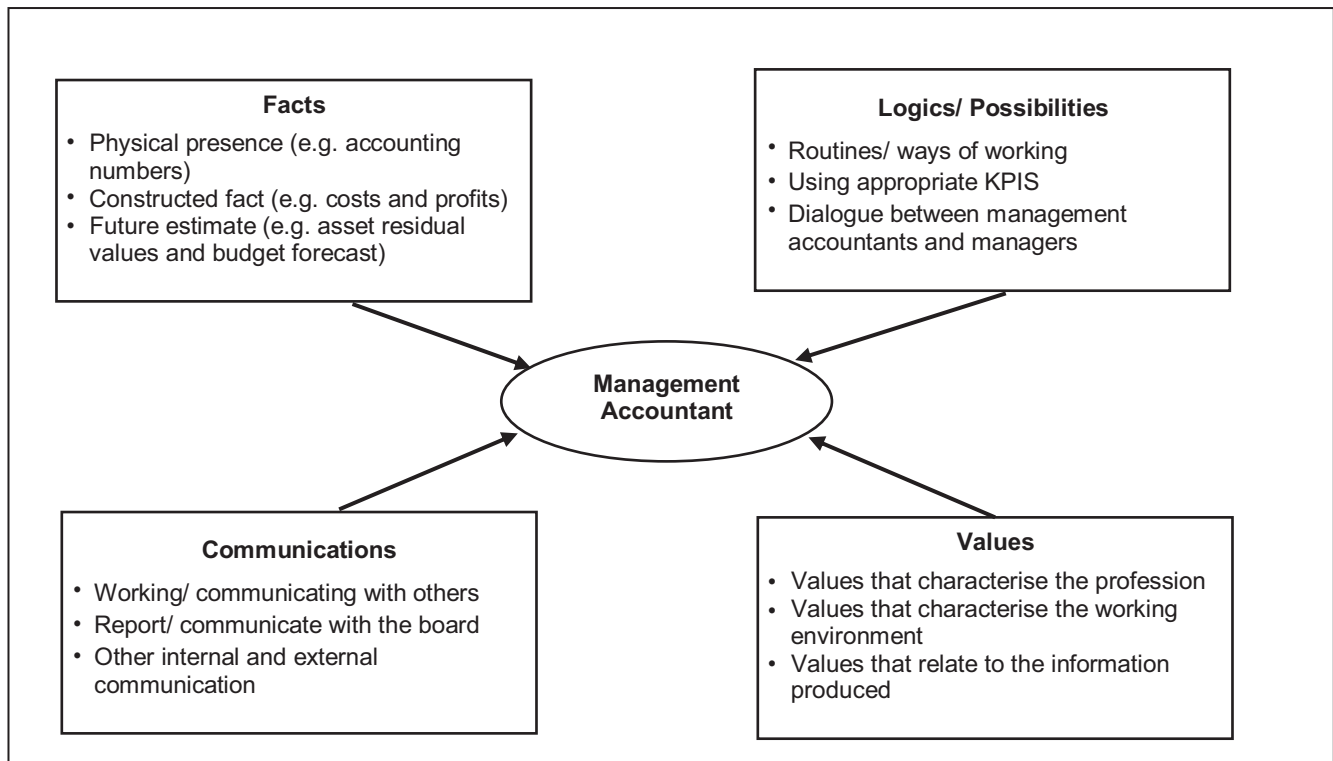 Facts
• Physical presence (e.g. accounting
numbers)
• Constructed fact (e.g. costs and profits)
• Future estimate (e.g. asset residual
values and budget forecast)
Logics/ Possibilities
• Routines/ ways of working
• Using appropriate KPIS
• Dialogue between management
accountants and managers
Management
Accountant
Communications
• Working/ communicating with others
• Report/ communicate with the board
• Other internal and external
communication
Values
• Values that characterise the profession
• Values that characterise the working
environment
• Values that relate to the information
produced